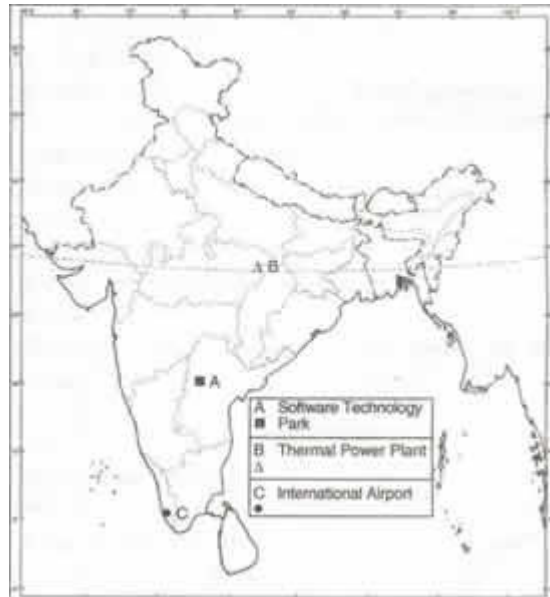 B
A
A Software Technology
Park
B Thermal Power Plant
C International Airport
C